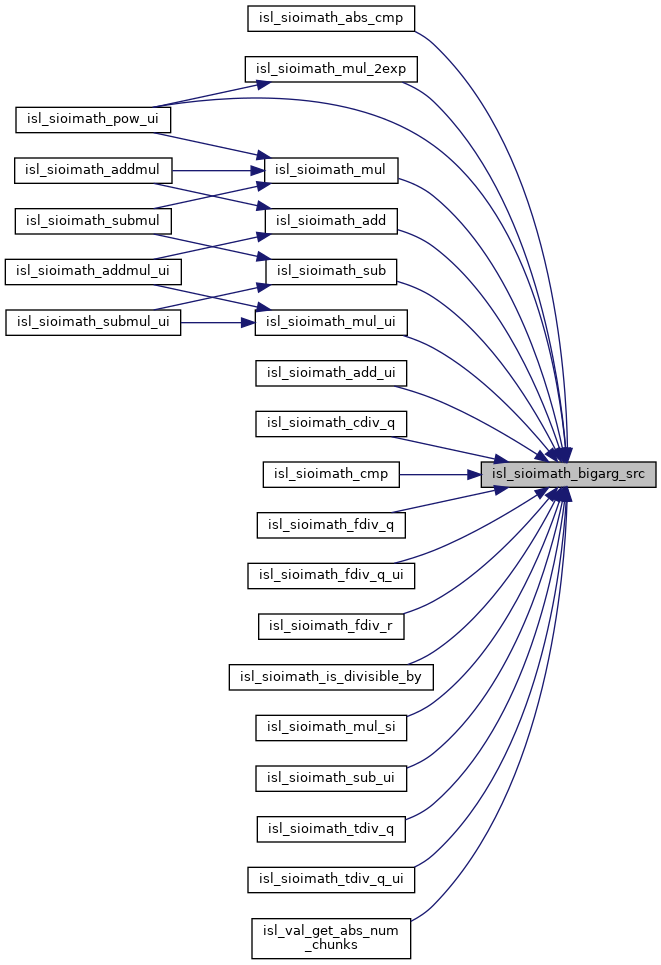 isl_sioimath_abs_cmp
isl_sioimath_mul_2exp
isl_sioimath_pow_ui
isl_sioimath_addmul
isl_sioimath_mul
isl_sioimath_submul
isl_sioimath_add
isl_sioimath_addmul_ui
isl_sioimath_sub
isl_sioimath_submul_ui
isl_sioimath_mul_ui
isl_sioimath_add_ui
isl_sioimath_cdiv_q
isl_sioimath_cmp
isl_sioimath_bigarg_src
isl_sioimath_fdiv_q
isl_sioimath_fdiv_q_ui
isl_sioimath_fdiv_r
isl_sioimath_is_divisible_by
isl_sioimath_mul_si
isl_sioimath_sub_ui
isl_sioimath_tdiv_q
isl_sioimath_tdiv_q_ui
isl_val_get_abs_num
_chunks